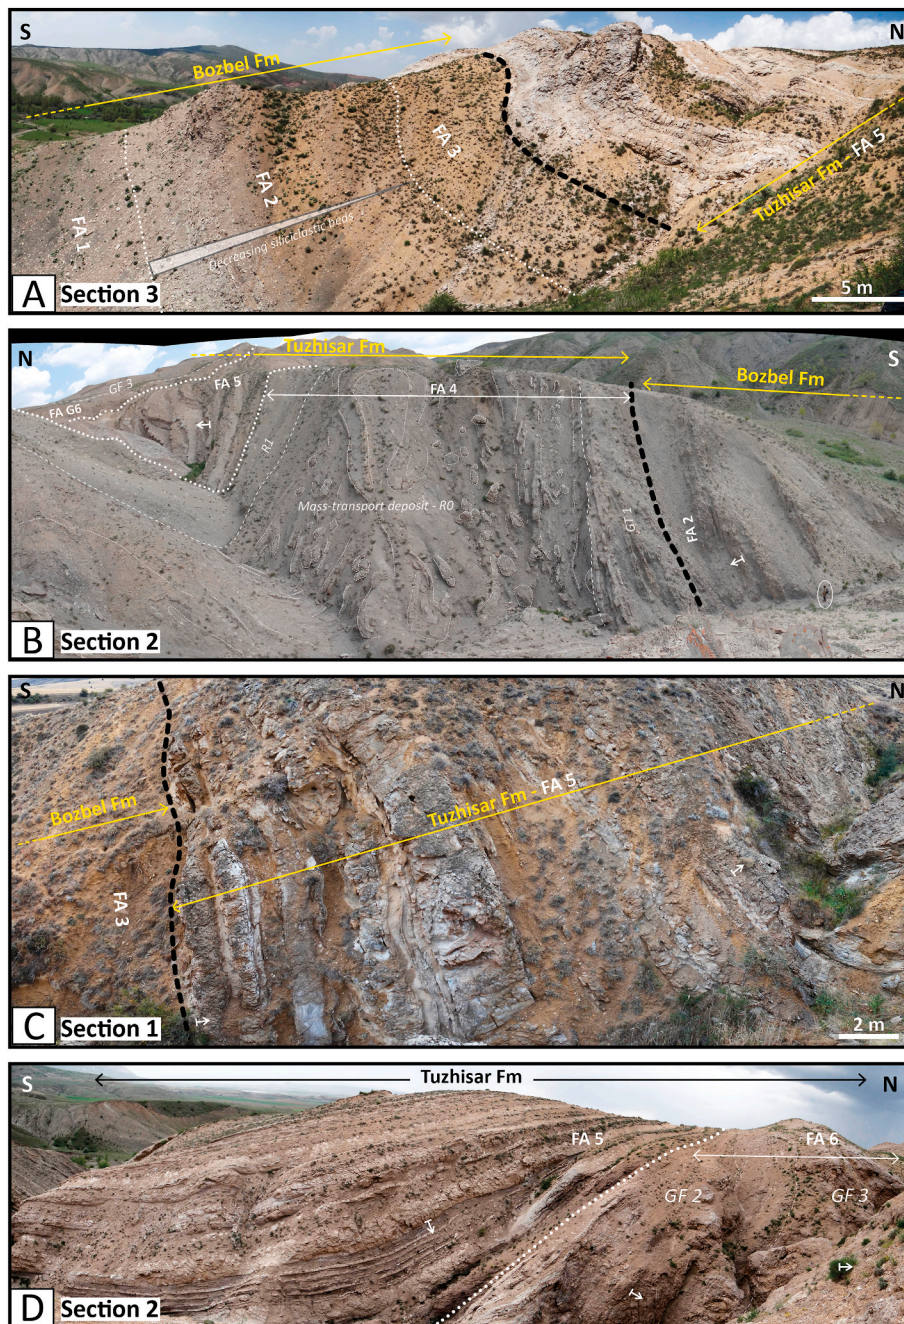 S
N
Bozbel Fm
FA 1
FA 2
FA 3
Tuzhisar Fm - FA 5
Decreasing siliciclastic beds
A
Section 3
5 m
N
S
Tuzhisar Fm
Bozbel Fm
GF 3
FA 5
FA G6
FA 4
R1
Mass-transport deposit - R0
GT 1
FA 2
B
Section 2
S
N
Bozbel Fm
Tuzhisar Fm - FA 5
FA 3
C
Section 1
2 m
S
N
Tuzhisar Fm
FA 5
FA 6
GF 2
GF 3
D
Section 2